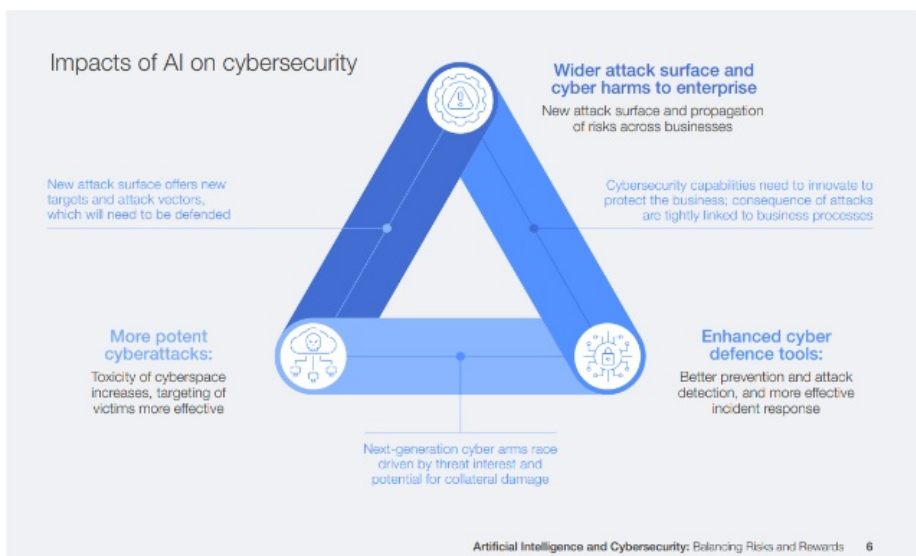 Impacts of AI on cybersecurity
Wider attack surface and
cyber harms to enterprise
New attack surface and propagation
of risks across businesses
New attack surface offers new
targets and attack vectors,
which will need to be defended
Cybersecurity capabilities need to innovate to
protect the business; consequence of attacks
are tightly linked to business processes
More potent
cyberattacks:
Toxicity of cyberspace
increases, targeting of
victims more effective
Enhanced cyber
defence tools:
Better prevention and attack
detection, and more effective
incident response
Next-generation cyber arms race
driven by threat interest and
potential for collateral damage
Artificial Intelligence and Cybersecurity: Balancing Risks and Rewards 6